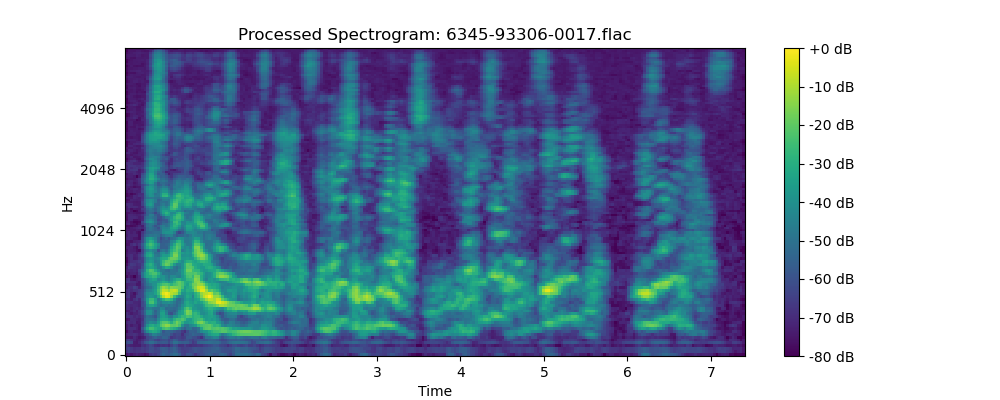 Processed Spectrogram: 6345-93306-0017.flac
Hz
4096
2048
1024
512
0
0 1 2 3 4 5 6 7
Time
+0 dB
-10 dB
-20 dB
-30 dB
-40 dB
-50 dB
-60 dB
-70 dB
-80 dB